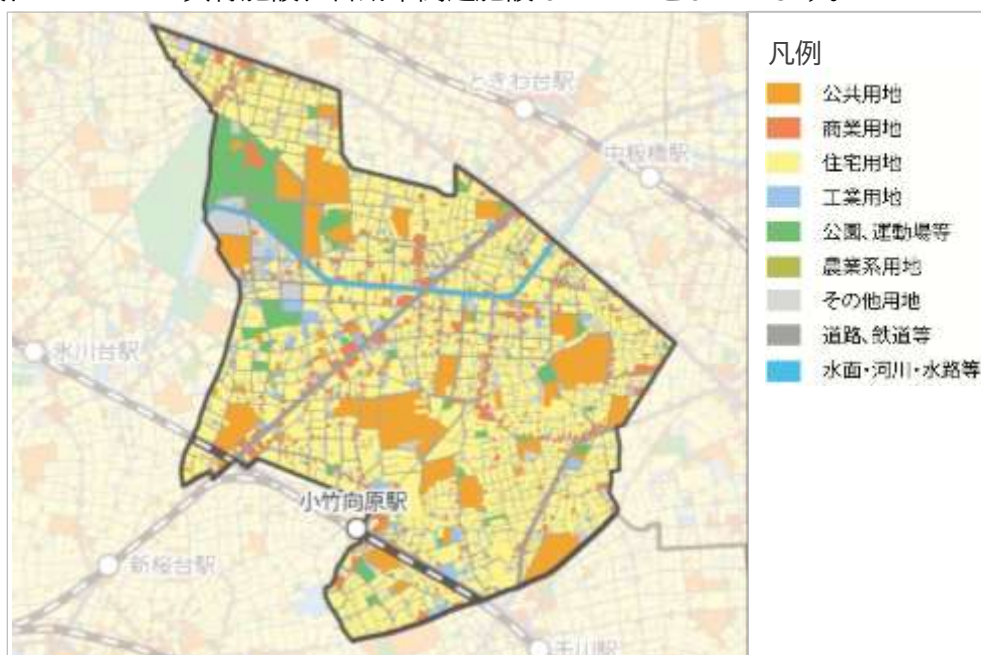 ときわ台駅
中板橋駅
氷川台駅
小竹向原駅
新桜台駅
千川駅
凡例
公共用地
商業用地
住宅用地
工業用地
公園、運動場等
農業系用地
その他用地
道路、鉄道等
水面・河川・水路等